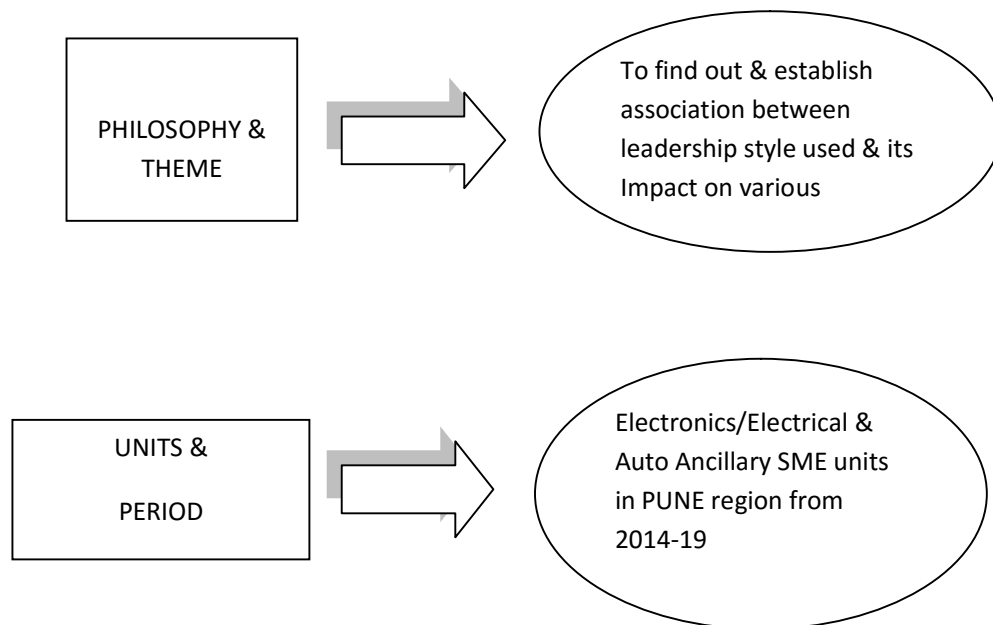 PHILOSOPHY &
THEME
To find out & establish
association between
leadership style used & its
Impact on various
UNITS &
PERIOD
Electronics/Electrical &
Auto Ancillary SME units
in PUNE region from
2014-19